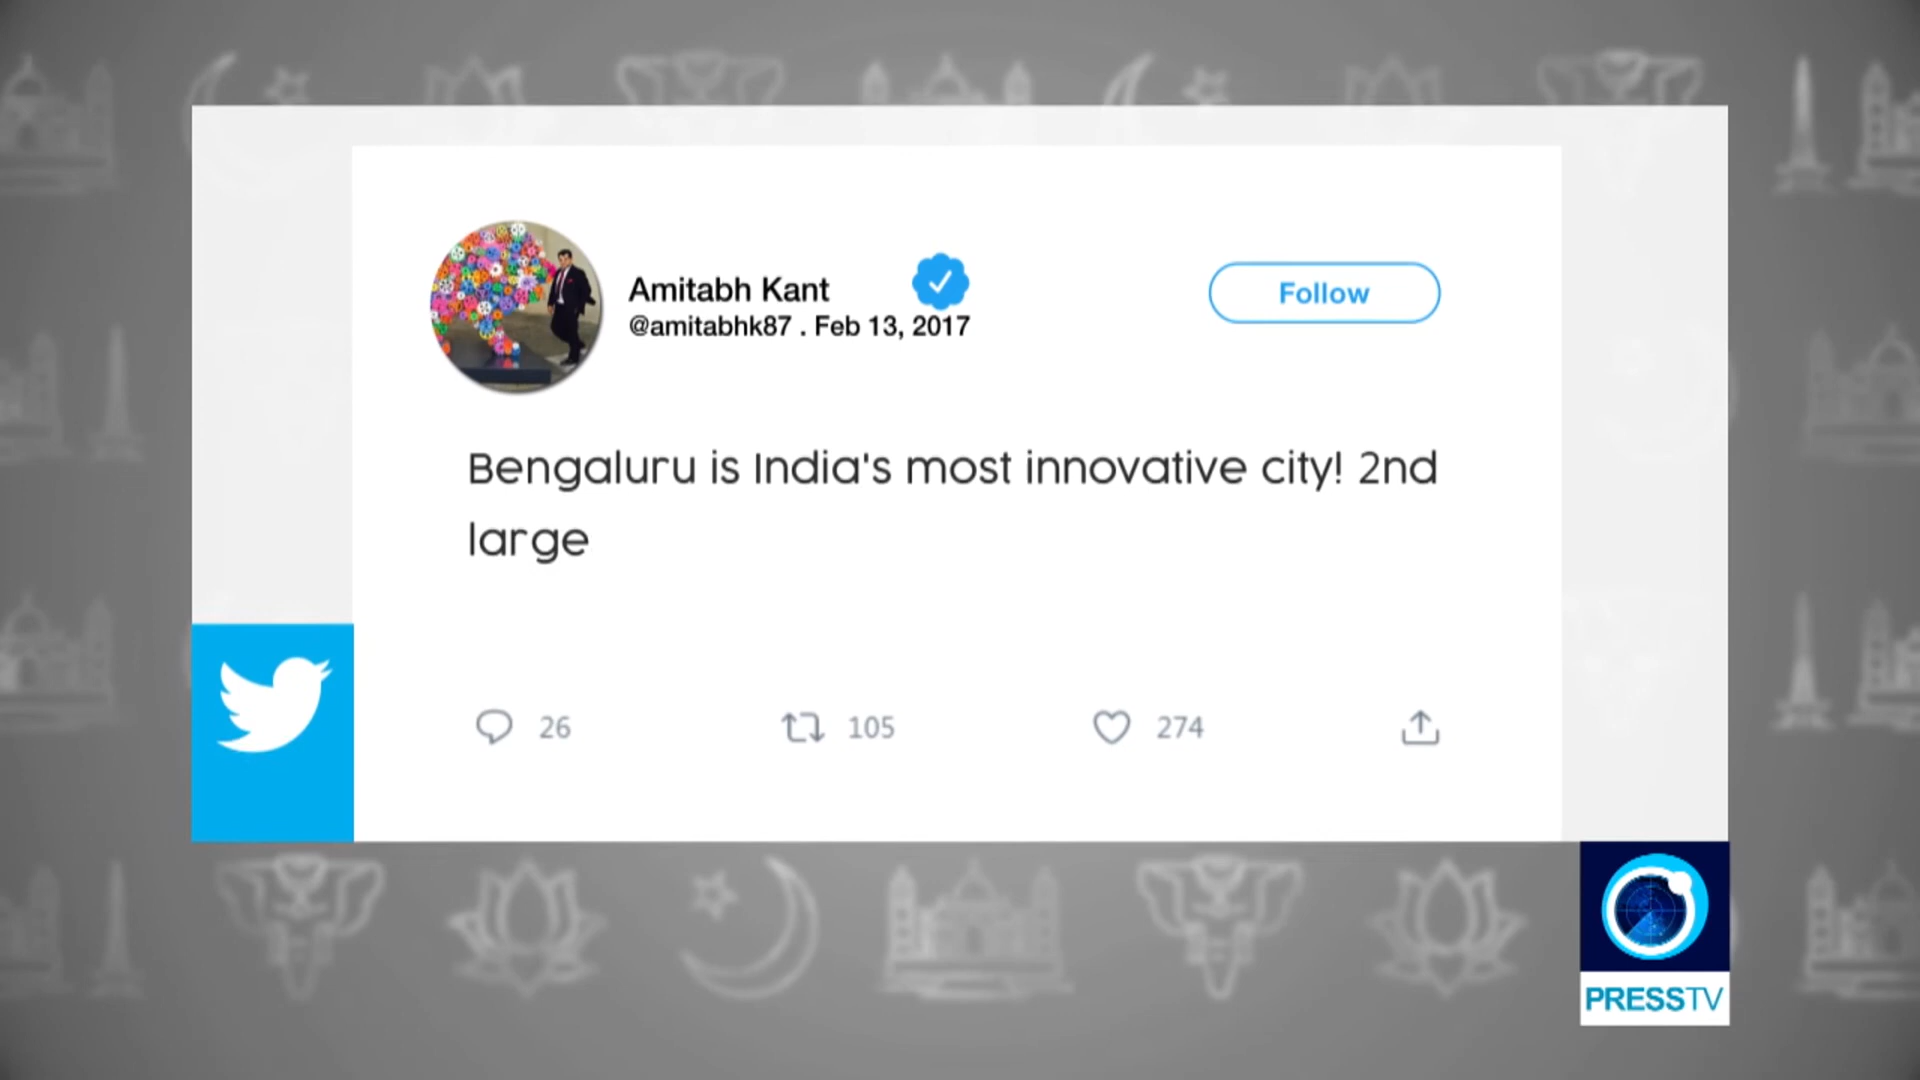 Amitabh Kant
@amitabhk87 . Feb 13, 2017
Follow
Bengaluru is India's most innovative city! 2nd
large
26
105
274
PRESSTV